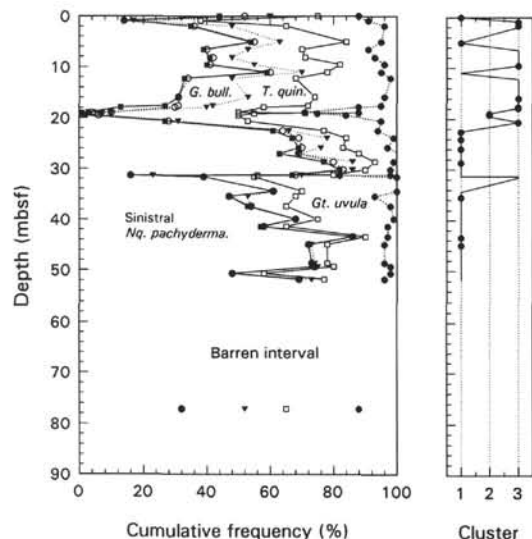 0
10
20
30
40
50
60
70
80
90
Depth (mbsf)
G. bull.
T. quin.
Gt. uvula
Sinistral
Nq. pachyderma.
Barren interval
0
20
40
60
80
100
1
2
3
Cumulative frequency (%)
Cluster